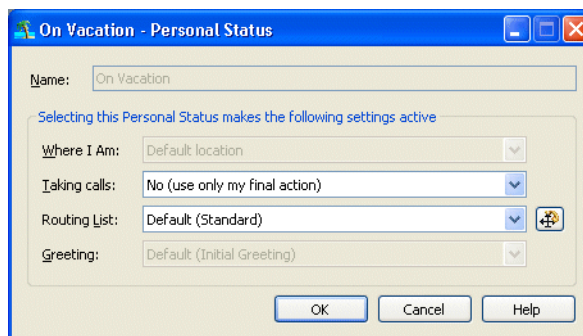 On Vacation - Personal Status
Name: On Vacation
Selecting this Personal Status makes the following settings active
Where I Am: Default location
Taking calls: No (use only my final action)
Routing List: Default (Standard)
Greeting: Default (Initial Greeting)
OK Cancel Help